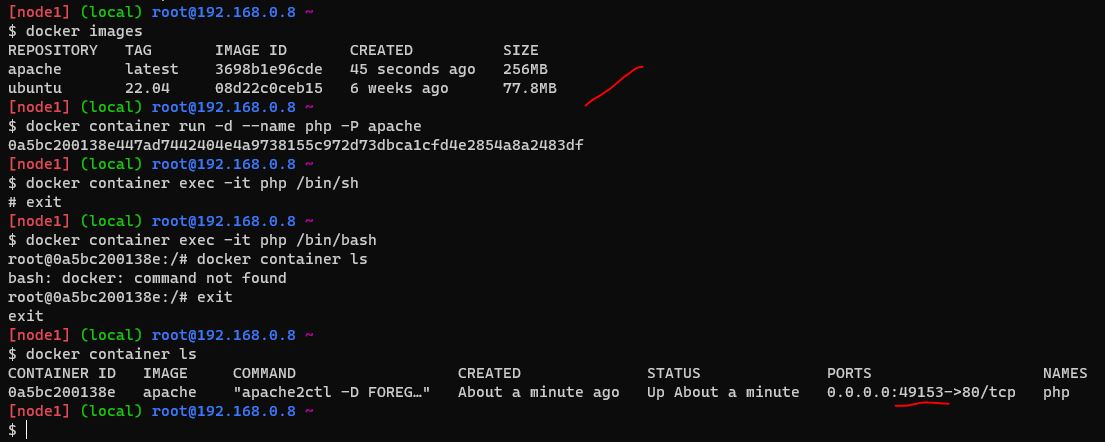 [node1] (local) root@192.168.0.8 ~
$ docker images
REPOSITORY   TAG       IMAGE ID       CREATED          SIZE
apache       latest    3698b1e96cde   45 seconds ago   256MB
ubuntu       22.04     08d22c0ceb15   6 weeks ago      77.8MB
[node1] (local) root@192.168.0.8 ~
$ docker container run -d --name php -P apache
0a5bc200138e447ad7442404e4a9738155c972d73dbca1cfd4e2854a8a2483df
[node1] (local) root@192.168.0.8 ~
$ docker container exec -it php /bin/sh
# exit
[node1] (local) root@192.168.0.8 ~
$ docker container exec -it php /bin/bash
root@0a5bc200138e:/# docker container ls
bash: docker: command not found
root@0a5bc200138e:/# exit
exit
[node1] (local) root@192.168.0.8 ~
$ docker container ls
CONTAINER ID   IMAGE     COMMAND                  CREATED              STATUS              PORTS                   NAMES
0a5bc200138e   apache    "apache2ctl -D FOREG…"   About a minute ago   Up About a minute   0.0.0.0:49153->80/tcp   php
[node1] (local) root@192.168.0.8 ~
$